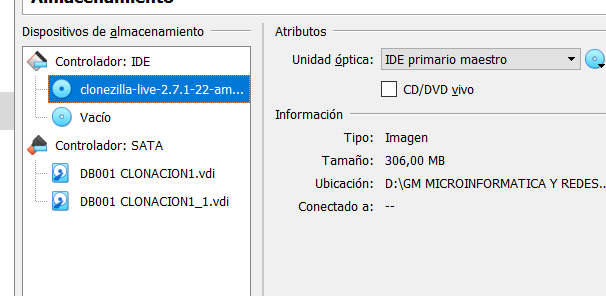 Almacenamiento
Dispositivos de almacenamiento
Controlador: IDE
clonezilla-live-2.7.1-22-am...
Vacío
Controlador: SATA
DB001 CLONACION1.vdi
DB001 CLONACION1_1.vdi
Atributos
Unidad óptica: IDE primario maestro
CD/DVD vivo
Información
Tipo: Imagen
Tamaño: 306,00 MB
Ubicación: D:\GM MICROINFORMATICA Y REDES...
Conectado a: --